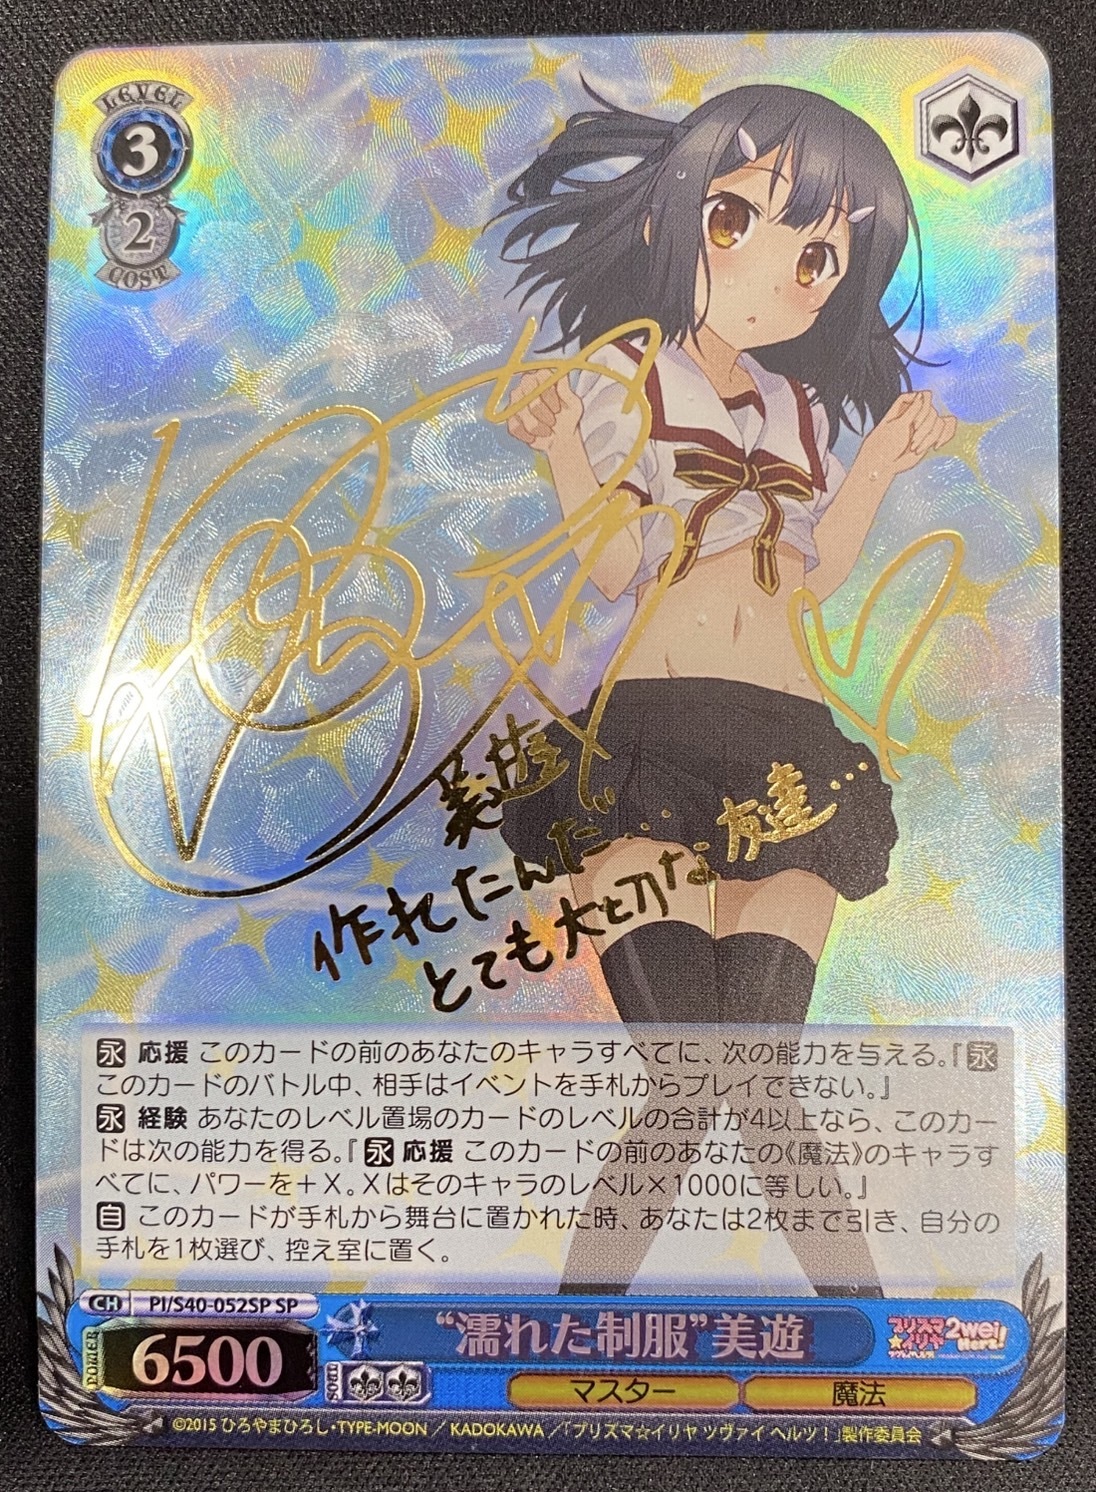 LEVEL
3
2
COST
美遊
作れたんだ…
とても大切な友達…
永 応援 このカードの前のあなたのキャラすべてに、次の能力を与える。『永
このカードのバトル中、相手はイベントを手札からプレイできない。』
永 経験 あなたのレベル置場のカードのレベルの合計が4以上なら、このカー
ドは次の能力を得る。『永 応援 このカードの前のあなたの《魔法》のキャラす
べてに、パワーを+X。Xはそのキャラのレベル×1000に等しい。』
自 このカードが手札から舞台に置かれた時、あなたは2枚まで引き、自分の
手札を1枚選び、控え室に置く。
CH PI/S40-052SP SP
POWER 6500
SOUL
“濡れた制服”美遊
プリズマ☆イリヤ 2wei Herz!
マスター 魔法
©2015 ひろやまひろし・TYPE-MOON / KADOKAWA /「プリズマ☆イリヤ ツヴァイ ヘルツ!」製作委員会